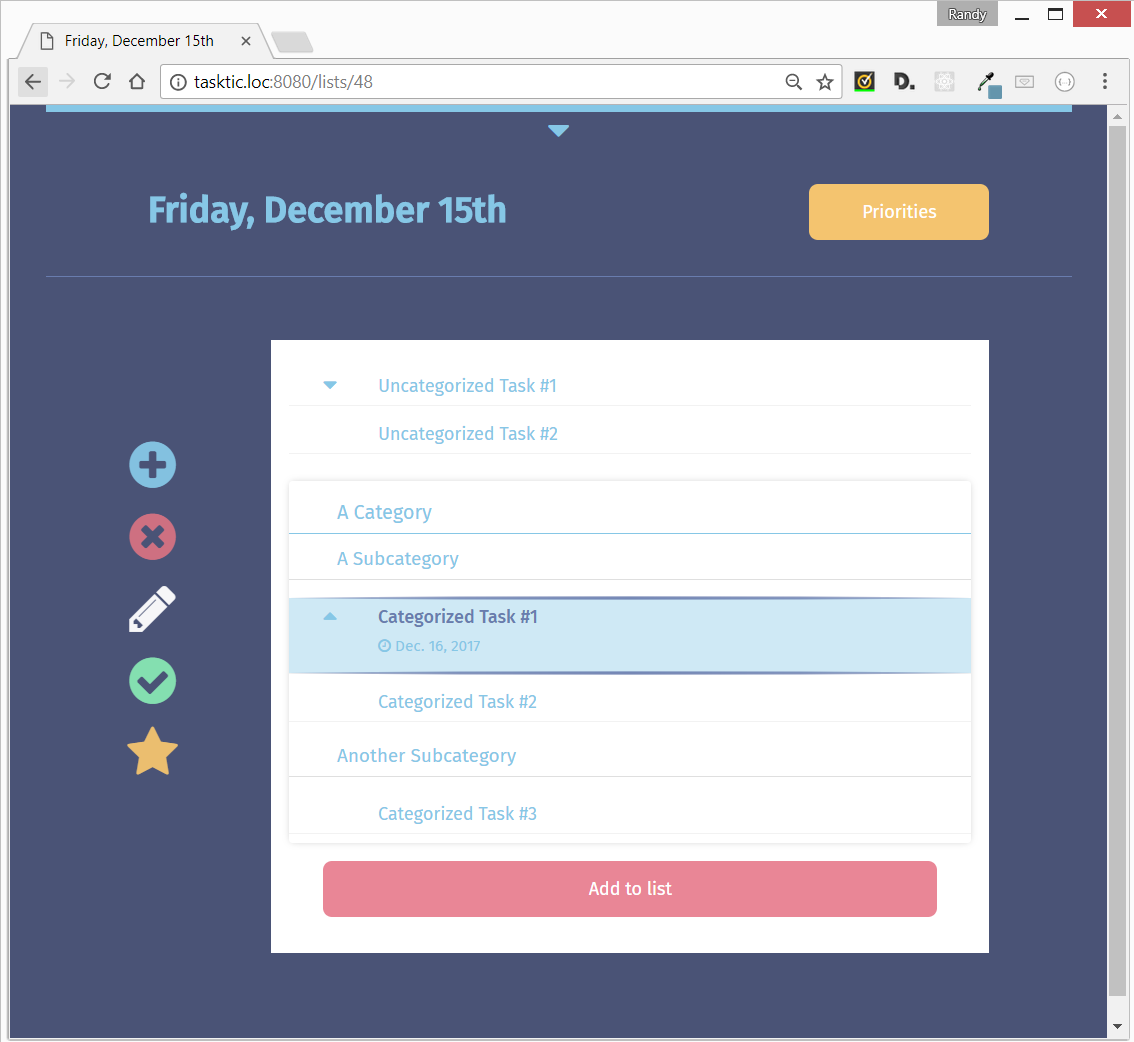 Randy
Friday, December 15th
tasktic.loc:8080/lists/48
D.
Friday, December 15th
Priorities
Uncategorized Task #1
Uncategorized Task #2
A Category
A Subcategory
Categorized Task #1
Dec. 16, 2017
Categorized Task #2
Another Subcategory
Categorized Task #3
Add to list